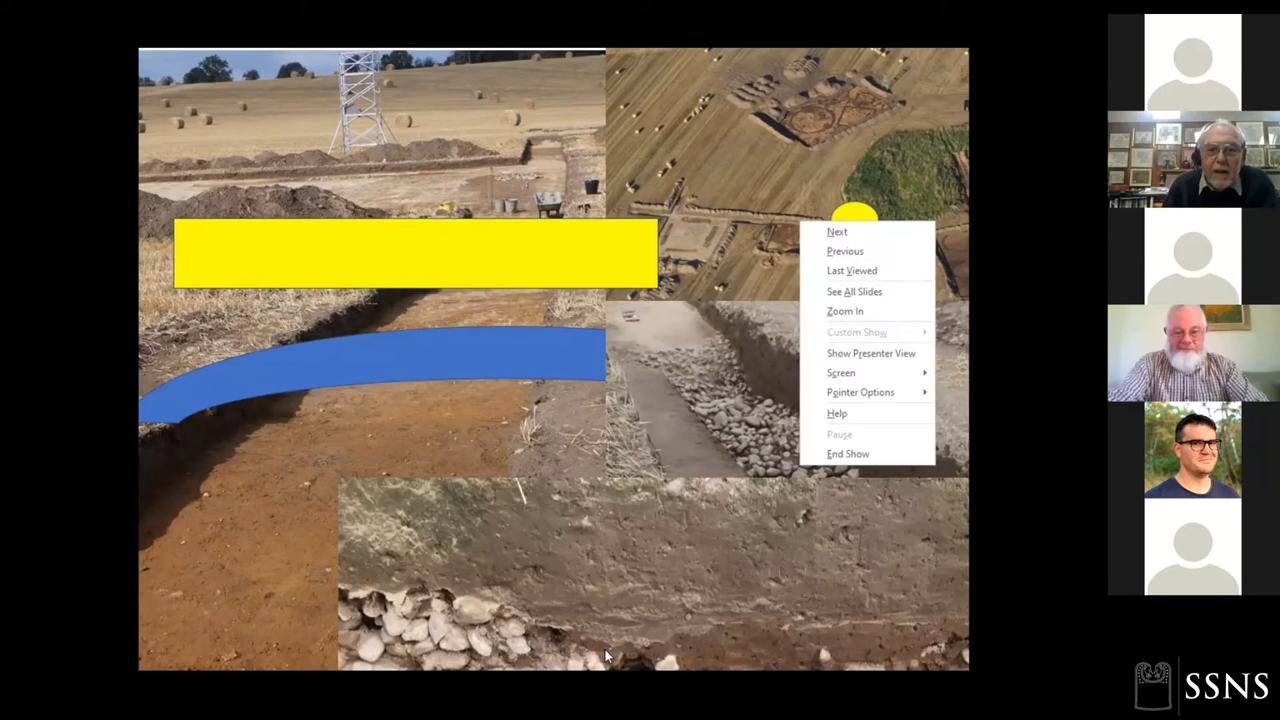 Next
Previous
Last Viewed
See All Slides
Zoom In
Custom Show
Show Presenter View
Screen
Pointer Options
Help
Pause
End Show
SSNS